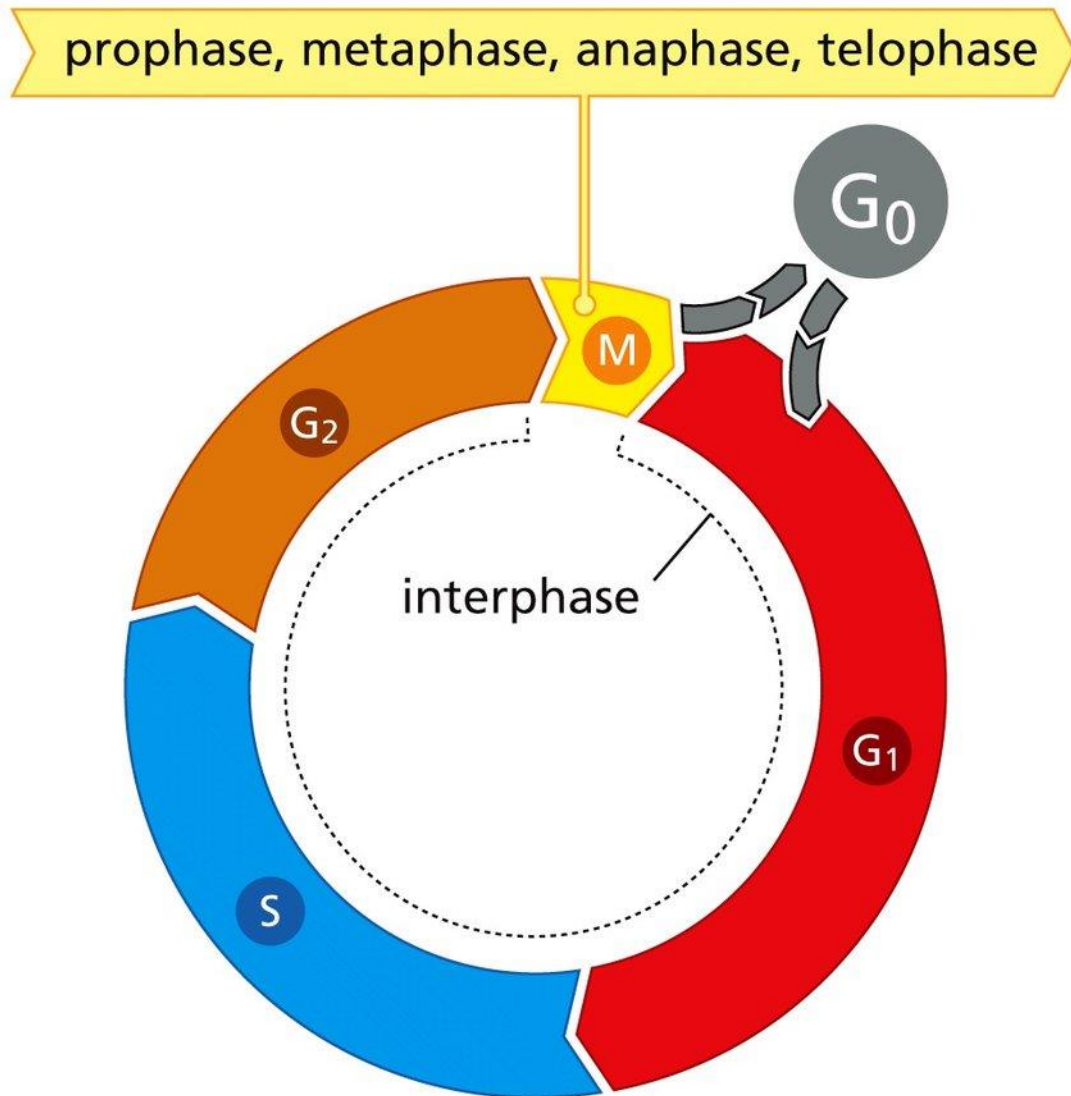 prophase, metaphase, anaphase, telophase
G₀
M
G₂
interphase
G₁
S